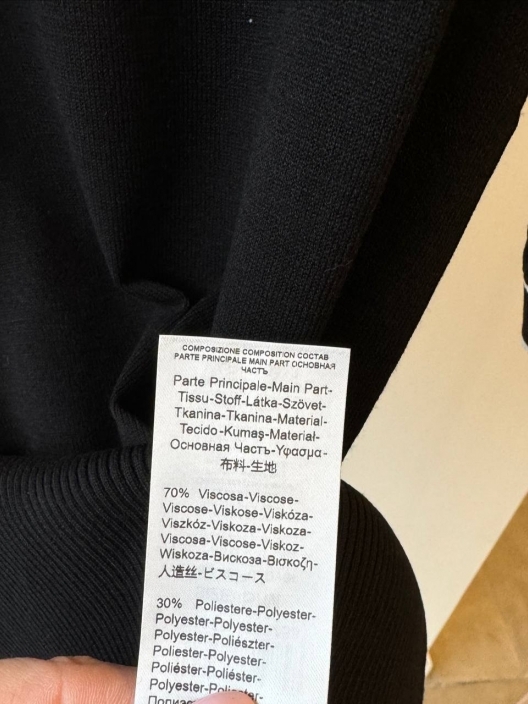 COMPOSIZIONE COMPOSITION СОСТАВ
PARTE PRINCIPALE MAIN PART ОСНОВНАЯ
ЧАСТЬ
Parte Principale-Main Part-
Tissu-Stoff-Látka-Szövet-
Tkanina-Tkanina-Material-
Tecido-Kumaş-Material-
Основная Часть-Υφασμα-
布料-生地
70% Viscosa-Viscose-
Viscose-Viskose-Viskóza-
Viszkóz-Viskoza-Viskoza-
Viscosa-Viscose-Viskoz-
Wiskoza-Вискоза-Βισκοζη-
人造丝-ビスコース
30% Poliestere-Polyester-
Polyester-Polyester-
Polyester-Poliészter-
Poliester-Polyester-
Poliéster-Poliéster-
Polyester-